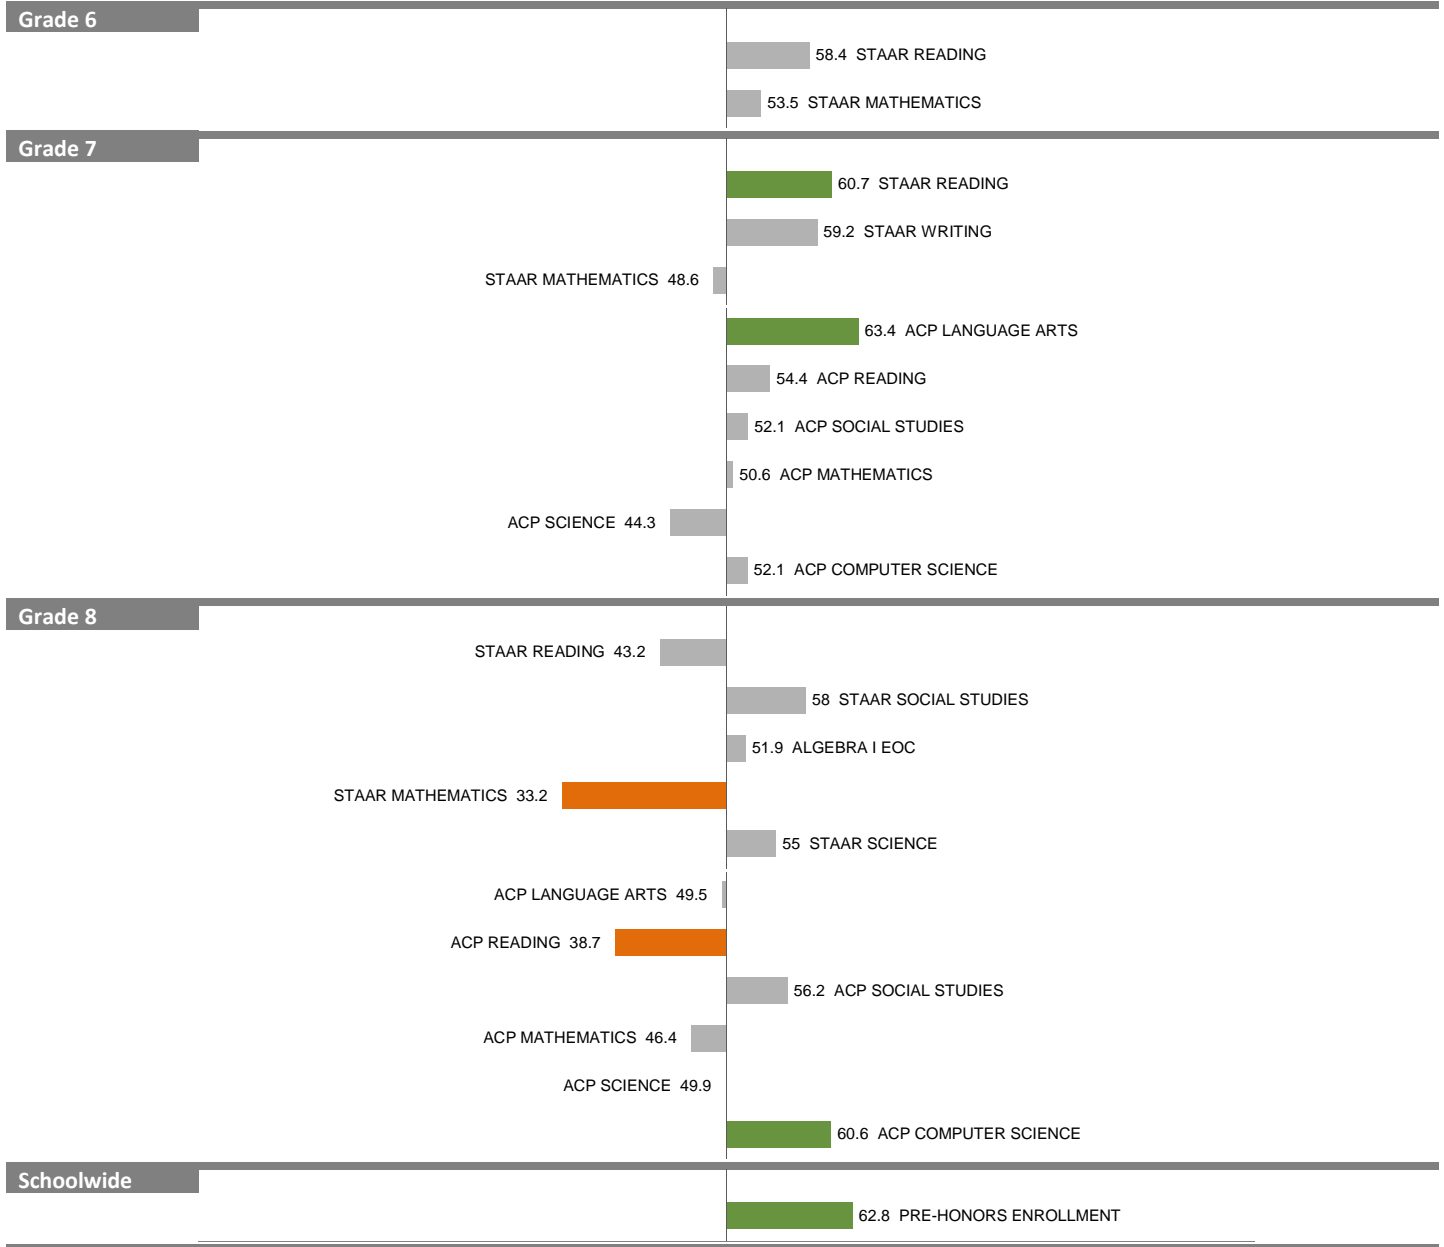 Grade 6
58.4 STAAR READING
53.5 STAAR MATHEMATICS
Grade 7
60.7 STAAR READING
59.2 STAAR WRITING
STAAR MATHEMATICS 48.6
63.4 ACP LANGUAGE ARTS
54.4 ACP READING
52.1 ACP SOCIAL STUDIES
50.6 ACP MATHEMATICS
ACP SCIENCE 44.3
52.1 ACP COMPUTER SCIENCE
Grade 8
STAAR READING 43.2
58 STAAR SOCIAL STUDIES
51.9 ALGEBRA I EOC
STAAR MATHEMATICS 33.2
55 STAAR SCIENCE
ACP LANGUAGE ARTS 49.5
ACP READING 38.7
56.2 ACP SOCIAL STUDIES
ACP MATHEMATICS 46.4
ACP SCIENCE 49.9
60.6 ACP COMPUTER SCIENCE
Schoolwide
62.8 PRE-HONORS ENROLLMENT